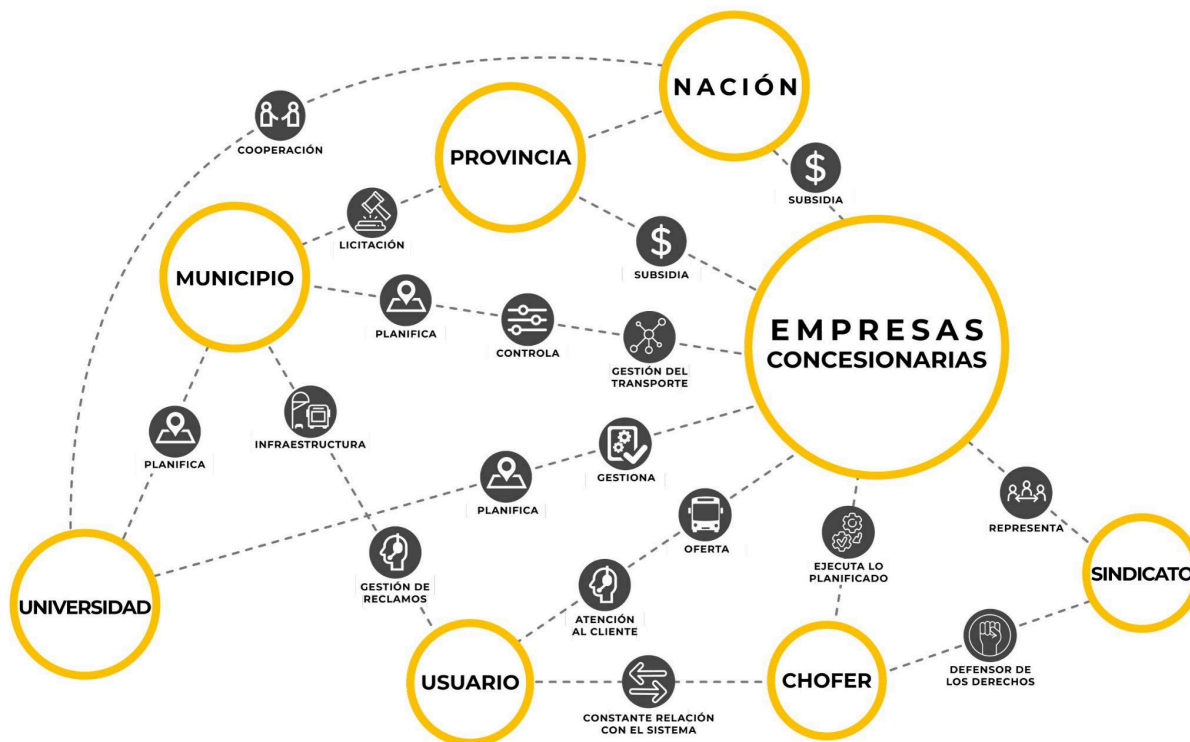 NACIÓN
COOPERACIÓN
PROVINCIA
$
SUBSIDIA
LICITACIÓN
$
SUBSIDIA
MUNICIPIO
PLANIFICA
CONTROLA
GESTIÓN DEL
TRANSPORTE
EMPRESAS
CONCESIONARIAS
PLANIFICA
INFRAESTRUCTURA
GESTIONA
PLANIFICA
OFERTA
REPRESENTA
EJECUTA LO
PLANIFICADO
GESTIÓN DE
RECLAMOS
ATENCIÓN
AL CLIENTE
SINDICATO
UNIVERSIDAD
USUARIO
CHOFER
DEFENSOR DE
LOS DERECHOS
CONSTANTE RELACIÓN
CON EL SISTEMA